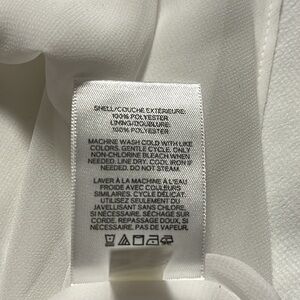 SHELL/COUCHE EXTÉRIEURE:
100% POLYESTER
LINING/DOUBLURE:
100% POLYESTER
MACHINE WASH COLD WITH LIKE
COLORS. GENTLE CYCLE. ONLY
NON-CHLORINE BLEACH WHEN
NEEDED. LINE DRY. COOL IRON IF
NEEDED. DO NOT STEAM.
LAVER À LA MACHINE À L'EAU
FROIDE AVEC COULEURS
SIMILAIRES. CYCLE DÉLICAT.
UTILISEZ SEULEMENT DU
JAVELLISANT SANS CHLORE,
SI NÉCESSAIRE. SÉCHAGE SUR
CORDE. REPASSAGE DOUX, SI
NÉCESSAIRE. PAS DE VAPEUR.